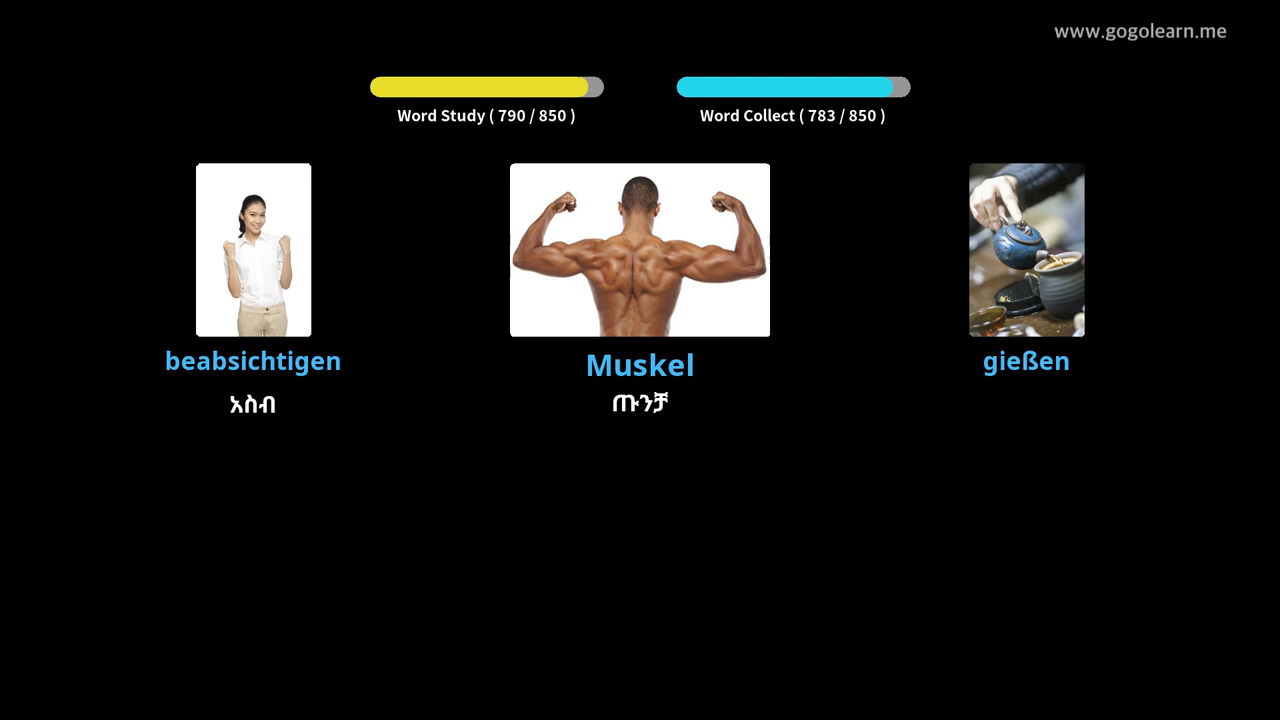 www.gogolearn.me
Word Study ( 790 / 850 )
Word Collect ( 783 / 850 )
beabsichtigen
Muskel
gießen
አስብ
ጡንቻ